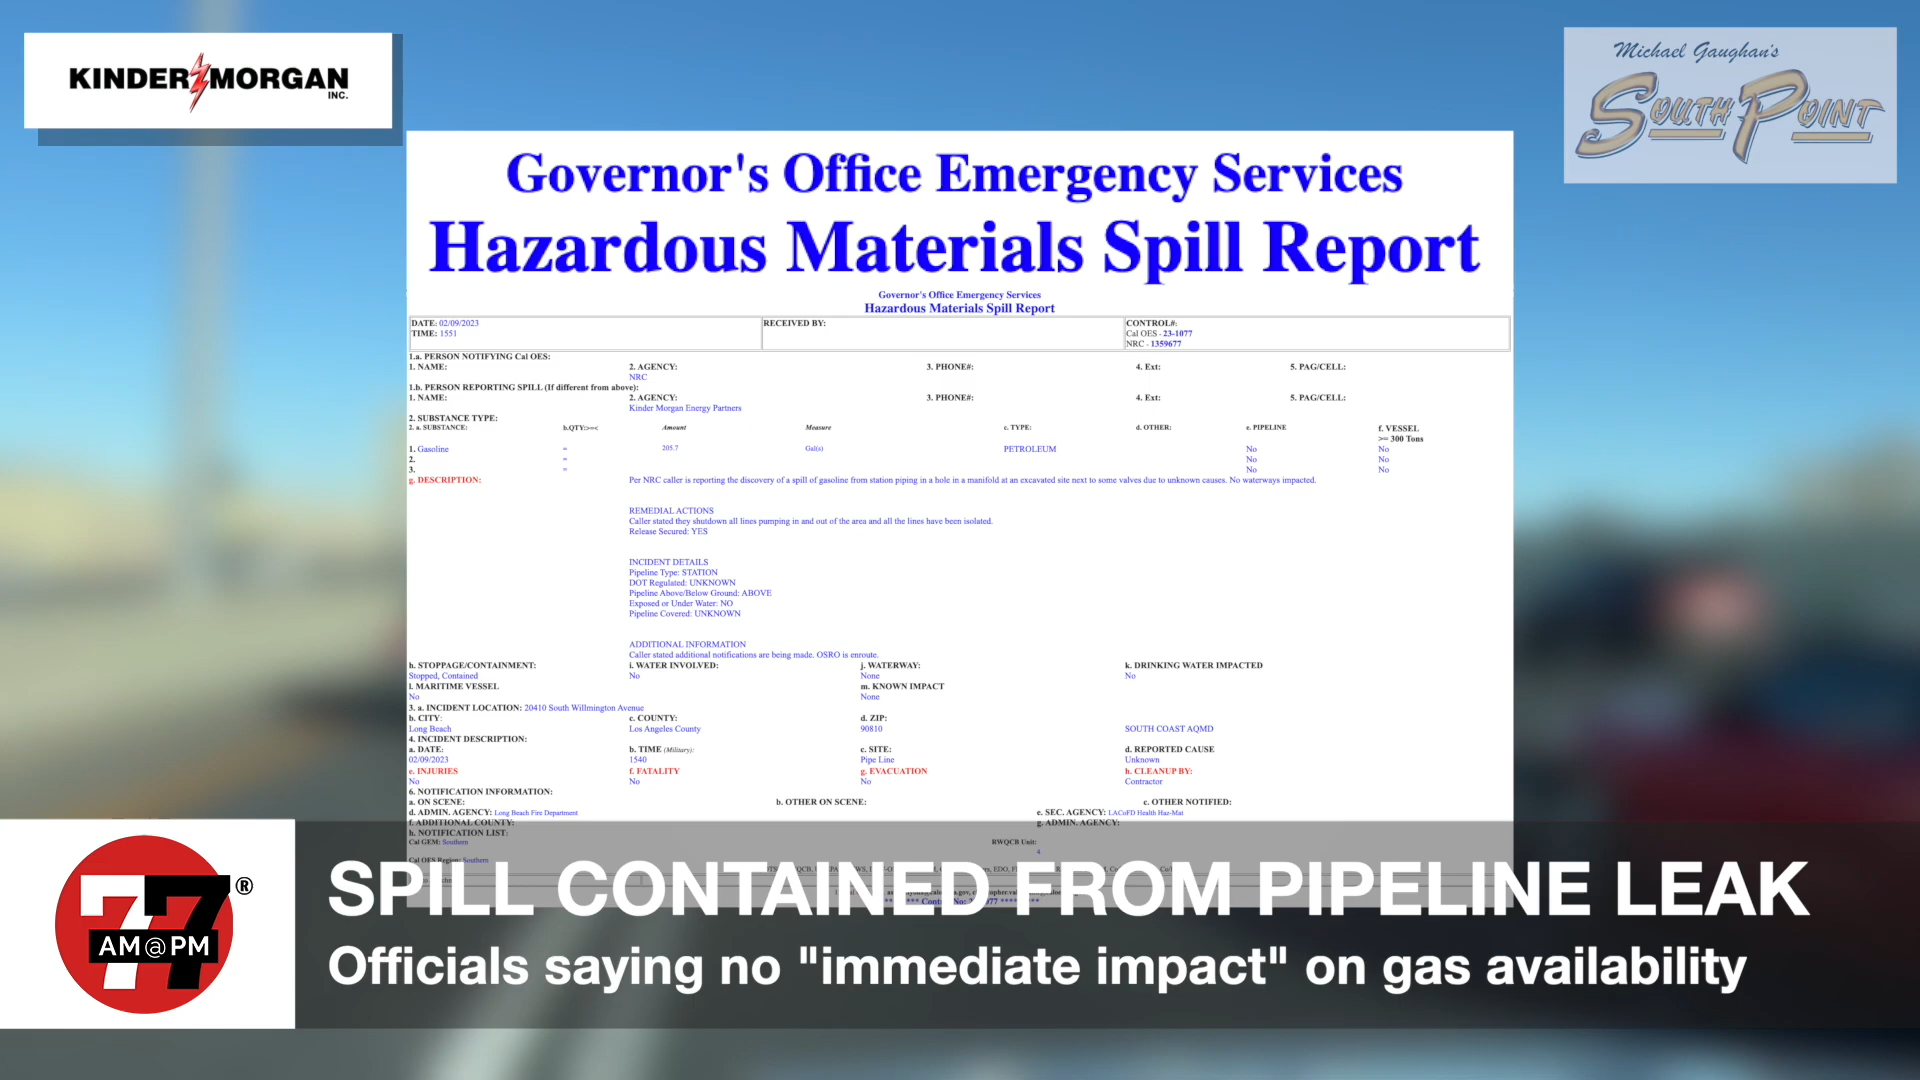 KINDER MORGAN
INC.
Michael Gaughan's
SOUTH POINT
Governor's Office Emergency Services
Hazardous Materials Spill Report
Governor's Office Emergency Services
Hazardous Materials Spill Report
DATE: 02/09/2023 RECEIVED BY: CONTROL#:
TIME: 1551 Cal OES - 23-1077
NRC - 1359677
1.a. PERSON NOTIFYING Cal OES:
1. NAME: 2. AGENCY: 3. PHONE#: 4. Ext: 5. PAG/CELL:
NRC
1.b. PERSON REPORTING SPILL (If different from above):
1. NAME: 2. AGENCY: 3. PHONE#: 4. Ext: 5. PAG/CELL:
Kinder Morgan Energy Partners
2. SUBSTANCE TYPE:
2. a. SUBSTANCE: b.QTY:>=< Amount Measure c. TYPE: d. OTHER: e. PIPELINE f. VESSEL
>= 300 Tons
1. Gasoline = 205.7 Gal(s) PETROLEUM No No
2. = No No
3. = No No
g. DESCRIPTION: Per NRC caller is reporting the discovery of a spill of gasoline from station piping in a hole in a manifold at an excavated site next to some valves due to unknown causes. No waterways impacted.
REMEDIAL ACTIONS
Caller stated they shutdown all lines pumping in and out of the area and all the lines have been isolated.
Release Secured: YES
INCIDENT DETAILS
Pipeline Type: STATION
DOT Regulated: UNKNOWN
Pipeline Above/Below Ground: ABOVE
Exposed or Under Water: NO
Pipeline Covered: UNKNOWN
ADDITIONAL INFORMATION
Caller stated additional notifications are being made. OSRO is enroute.
h. STOPPAGE/CONTAINMENT: i. WATER INVOLVED: j. WATERWAY: k. DRINKING WATER IMPACTED
Stopped, Contained No None No
l. MARITIME VESSEL m. KNOWN IMPACT
No None
3. a. INCIDENT LOCATION: 20410 South Willmington Avenue
b. CITY: c. COUNTY: d. ZIP:
Long Beach Los Angeles County 90810 SOUTH COAST AQMD
4. INCIDENT DESCRIPTION:
a. DATE: b. TIME (Military): c. SITE: d. REPORTED CAUSE
02/09/2023 1540 Pipe Line Unknown
e. INJURIES f. FATALITY g. EVACUATION h. CLEANUP BY:
No No No Contractor
6. NOTIFICATION INFORMATION:
a. ON SCENE: b. OTHER ON SCENE: c. OTHER NOTIFIED:
d. ADMIN. AGENCY: Long Beach Fire Department e. SEC. AGENCY: LACoFD Health Haz-Mat
f. ADDITIONAL COUNTY: g. ADMIN. AGENCY:
h. NOTIFICATION LIST:
Cal GEM: Southern RWQCB Unit:
4
Cal OES Region: Southern
77
AM@PM
®
SPILL CONTAINED FROM PIPELINE LEAK
Officials saying no "immediate impact" on gas availability